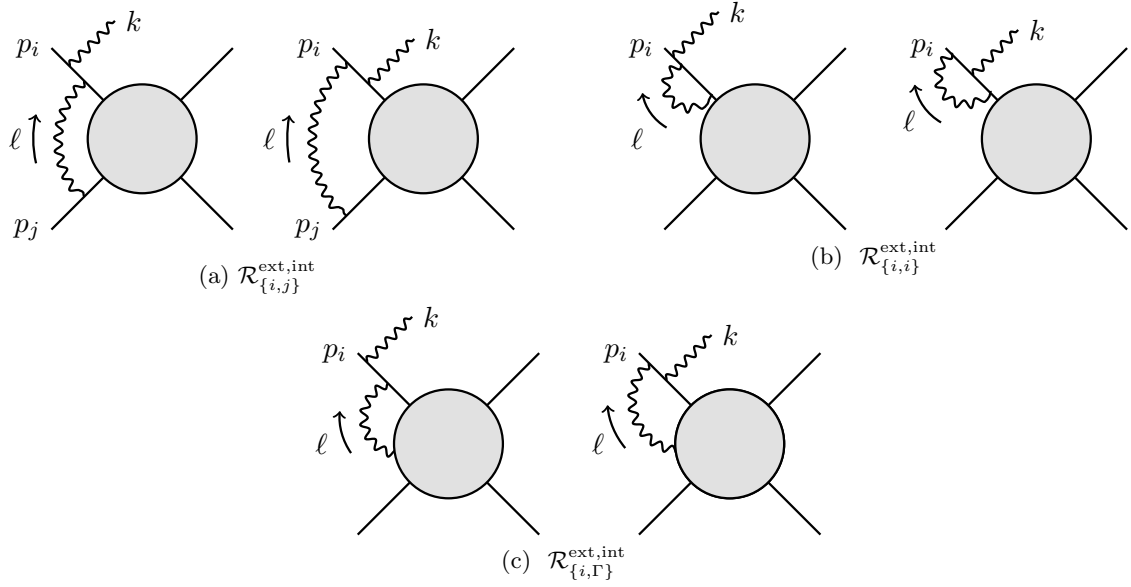 p_i k p_i k
ℓ ℓ
p_j p_j
(a) \mathcal{R}^{\text{ext,int}}_{\{i,j\}}
p_i k p_i k
ℓ ℓ
(b) \mathcal{R}^{\text{ext,int}}_{\{i,i\}}
p_i k p_i k
ℓ ℓ
(c) \mathcal{R}^{\text{ext,int}}_{\{i,\Gamma\}}